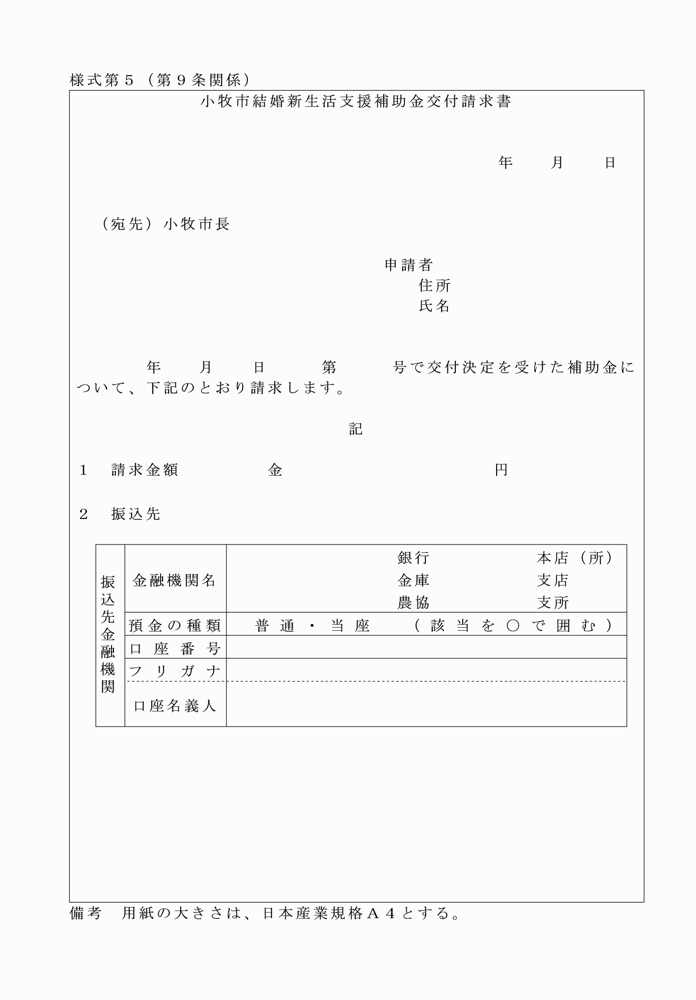 様式第５（第９条関係）
小牧市結婚新生活支援補助金交付請求書
年　　月　　日
（宛先）小牧市長
申請者
住所
氏名
年　　月　　日　　　第　　　号で交付決定を受けた補助金に
ついて、下記のとおり請求します。
記
１　請求金額　　　　　金　　　　　　　　　　　　円
２　振込先
振込先金融機関
金融機関名
銀行　　　　　　本店（所）
金庫　　　　　　支店
農協　　　　　　支所
預金の種類　普通・当座　（該当を○で囲む）
口座番号
フリガナ
口座名義人
備考　用紙の大きさは、日本産業規格Ａ４とする。